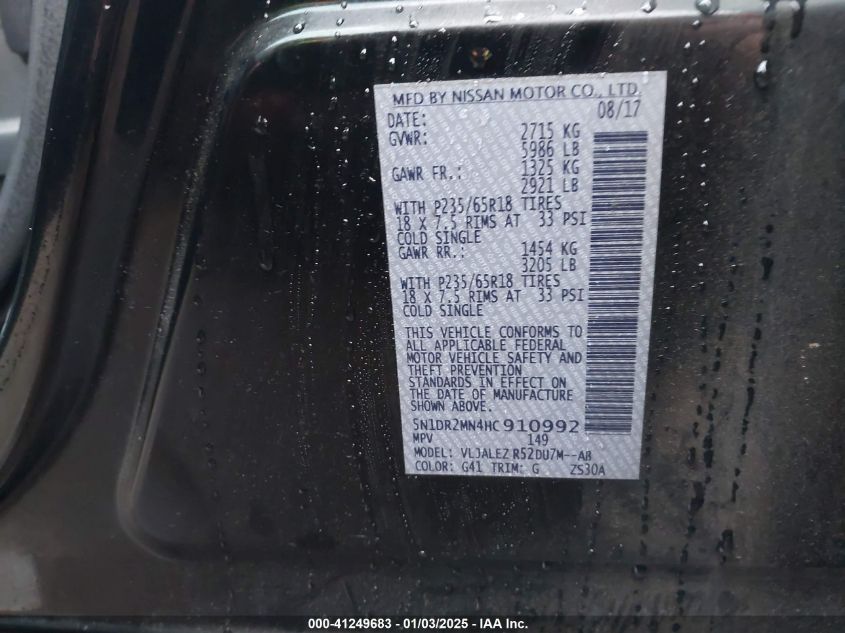 MFD BY NISSAN MOTOR CO., LTD.
DATE: 08/17
GVWR: 2715 KG
5986 LB
GAWR FR.: 1325 KG
2921 LB
WITH P235/65R18 TIRES
18 X 7.5 RIMS AT 33 PSI
COLD SINGLE
GAWR RR.: 1454 KG
3205 LB
WITH P235/65R18 TIRES
18 X 7.5 RIMS AT 33 PSI
COLD SINGLE
THIS VEHICLE CONFORMS TO
ALL APPLICABLE FEDERAL
MOTOR VEHICLE SAFETY AND
THEFT PREVENTION
STANDARDS IN EFFECT ON
THE DATE OF MANUFACTURE
SHOWN ABOVE.
5N1DR2MN4HC910992
MPV 149
MODEL: VLJALEZ R52DU7M--AB
COLOR: G41 TRIM: G ZS30A
000-41249683 - 01/03/2025 - IAA Inc.